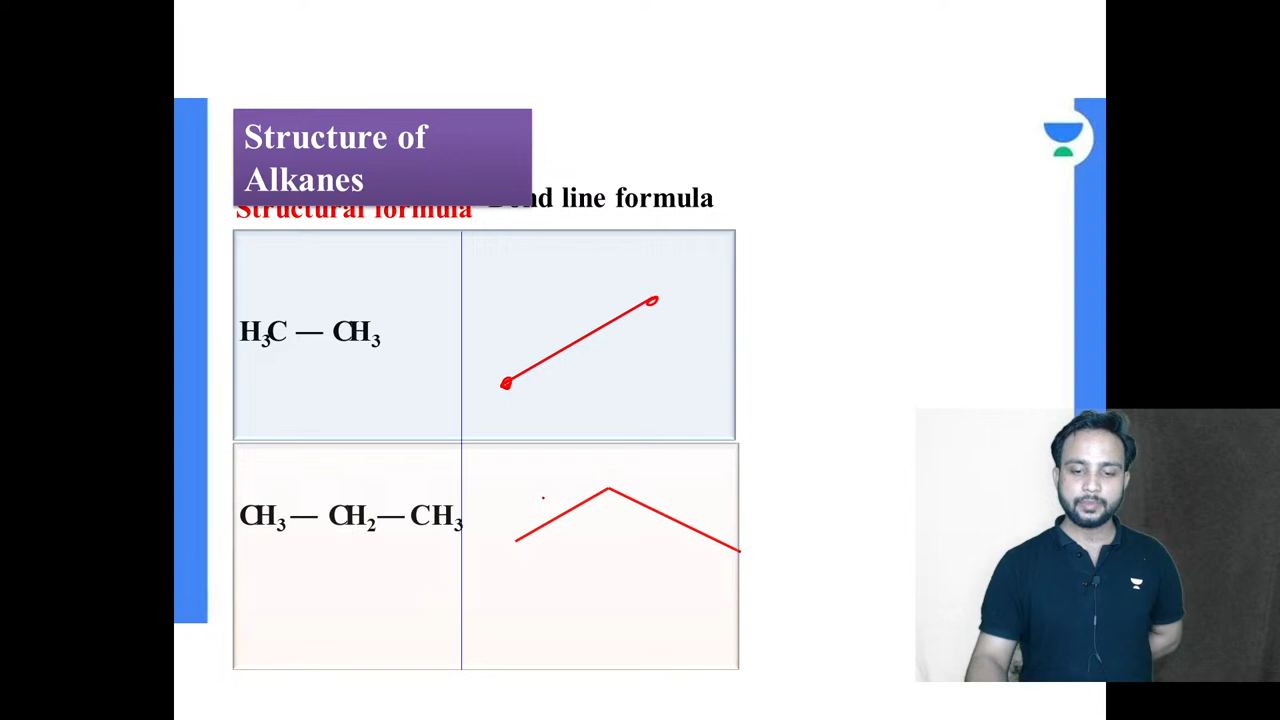 Structure of
Alkanes
Structural formula
Bond line formula
H₃C — CH₃
CH₃ — CH₂ — CH₃